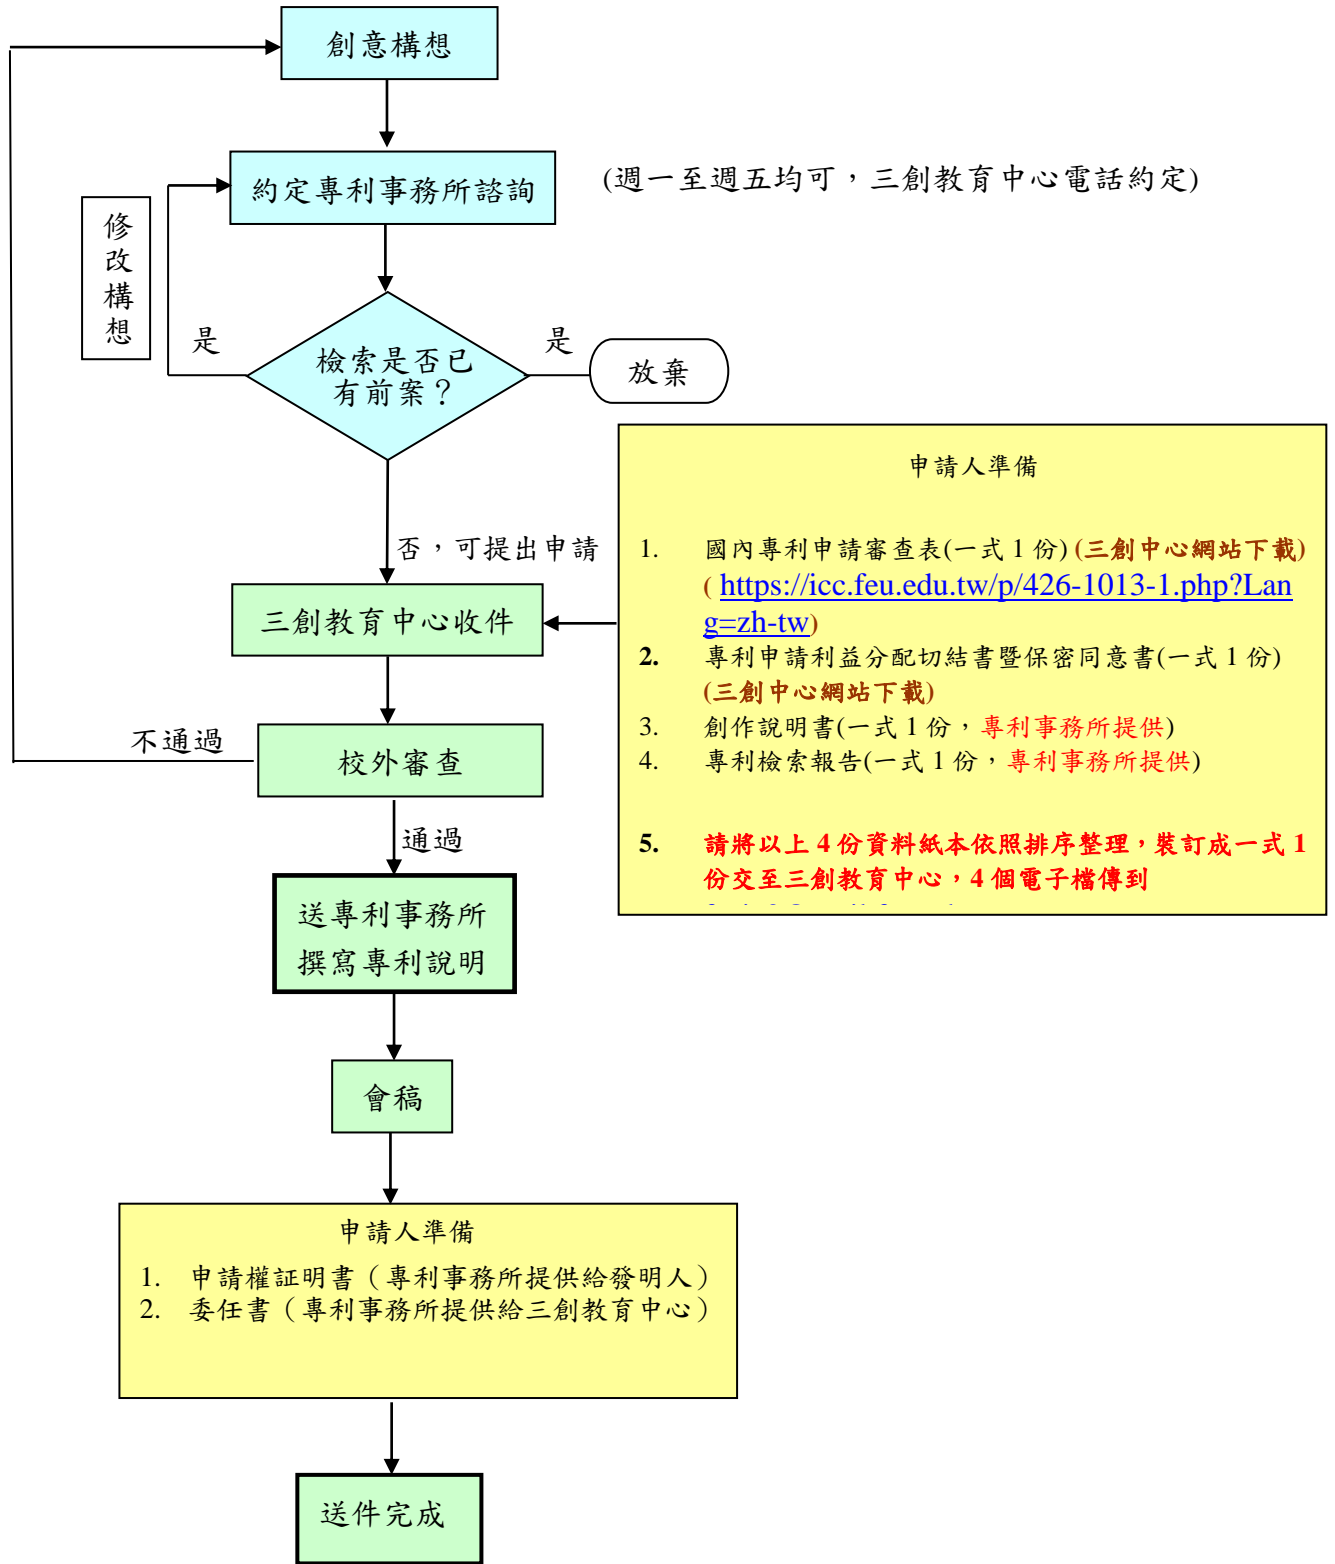 創意構想
約定專利事務所諮詢
(週一至週五均可，三創教育中心電話約定)
修
改
構
想
是
檢索是否已
有前案？
是
放棄
否，可提出申請
申請人準備
1. 國內專利申請審查表(一式 1 份) (三創中心網站下載)
( https://icc.feu.edu.tw/p/426-1013-1.php?Lan
g=zh-tw)
2. 專利申請利益分配切結書暨保密同意書(一式 1 份)
(三創中心網站下載)
3. 創作說明書(一式 1 份，專利事務所提供)
4. 專利檢索報告(一式 1 份，專利事務所提供)
5. 請將以上 4 份資料紙本依照排序整理，裝訂成一式 1
份交至三創教育中心，4 個電子檔傳到
三創教育中心收件
不通過
校外審查
通過
送專利事務所
撰寫專利說明
會稿
申請人準備
1. 申請權証明書（專利事務所提供給發明人）
2. 委任書（專利事務所提供給三創教育中心）
送件完成